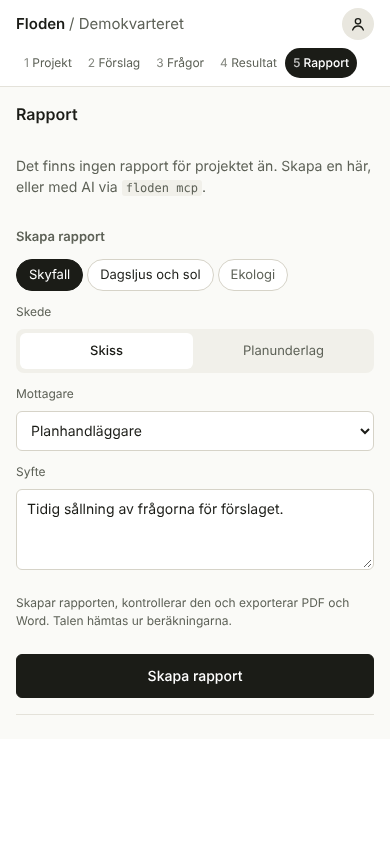 Floden / Demokvarteret
1 Projekt 2 Förslag 3 Frågor 4 Resultat 5 Rapport
Rapport
Det finns ingen rapport för projektet än. Skapa en här,
eller med AI via floden mcp.
Skapa rapport
Skyfall Dagsljus och sol Ekologi
Skede
Skiss Planunderlag
Mottagare
Planhandläggare
Syfte
Tidig sållning av frågorna för förslaget.
Skapar rapporten, kontrollerar den och exporterar PDF och
Word. Talen hämtas ur beräkningarna.
Skapa rapport